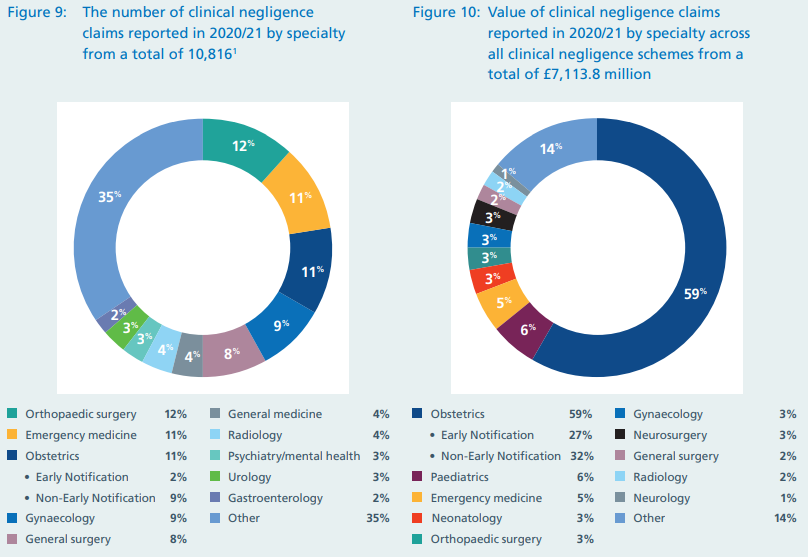 Figure 9: The number of clinical negligence
claims reported in 2020/21 by specialty
from a total of 10,816¹
12%
11%
11%
9%
8%
4%
4%
3%
3%
2%
35%
Orthopaedic surgery 12%
Emergency medicine 11%
Obstetrics 11%
• Early Notification 2%
• Non-Early Notification 9%
Gynaecology 9%
General surgery 8%
General medicine 4%
Radiology 4%
Psychiatry/mental health 3%
Urology 3%
Gastroenterology 2%
Other 35%
Figure 10: Value of clinical negligence claims
reported in 2020/21 by specialty across
all clinical negligence schemes from a
total of £7,113.8 million
59%
6%
5%
3%
3%
3%
3%
2%
2%
1%
14%
Obstetrics 59%
• Early Notification 27%
• Non-Early Notification 32%
Paediatrics 6%
Emergency medicine 5%
Neonatology 3%
Orthopaedic surgery 3%
Gynaecology 3%
Neurosurgery 3%
General surgery 2%
Radiology 2%
Neurology 1%
Other 14%